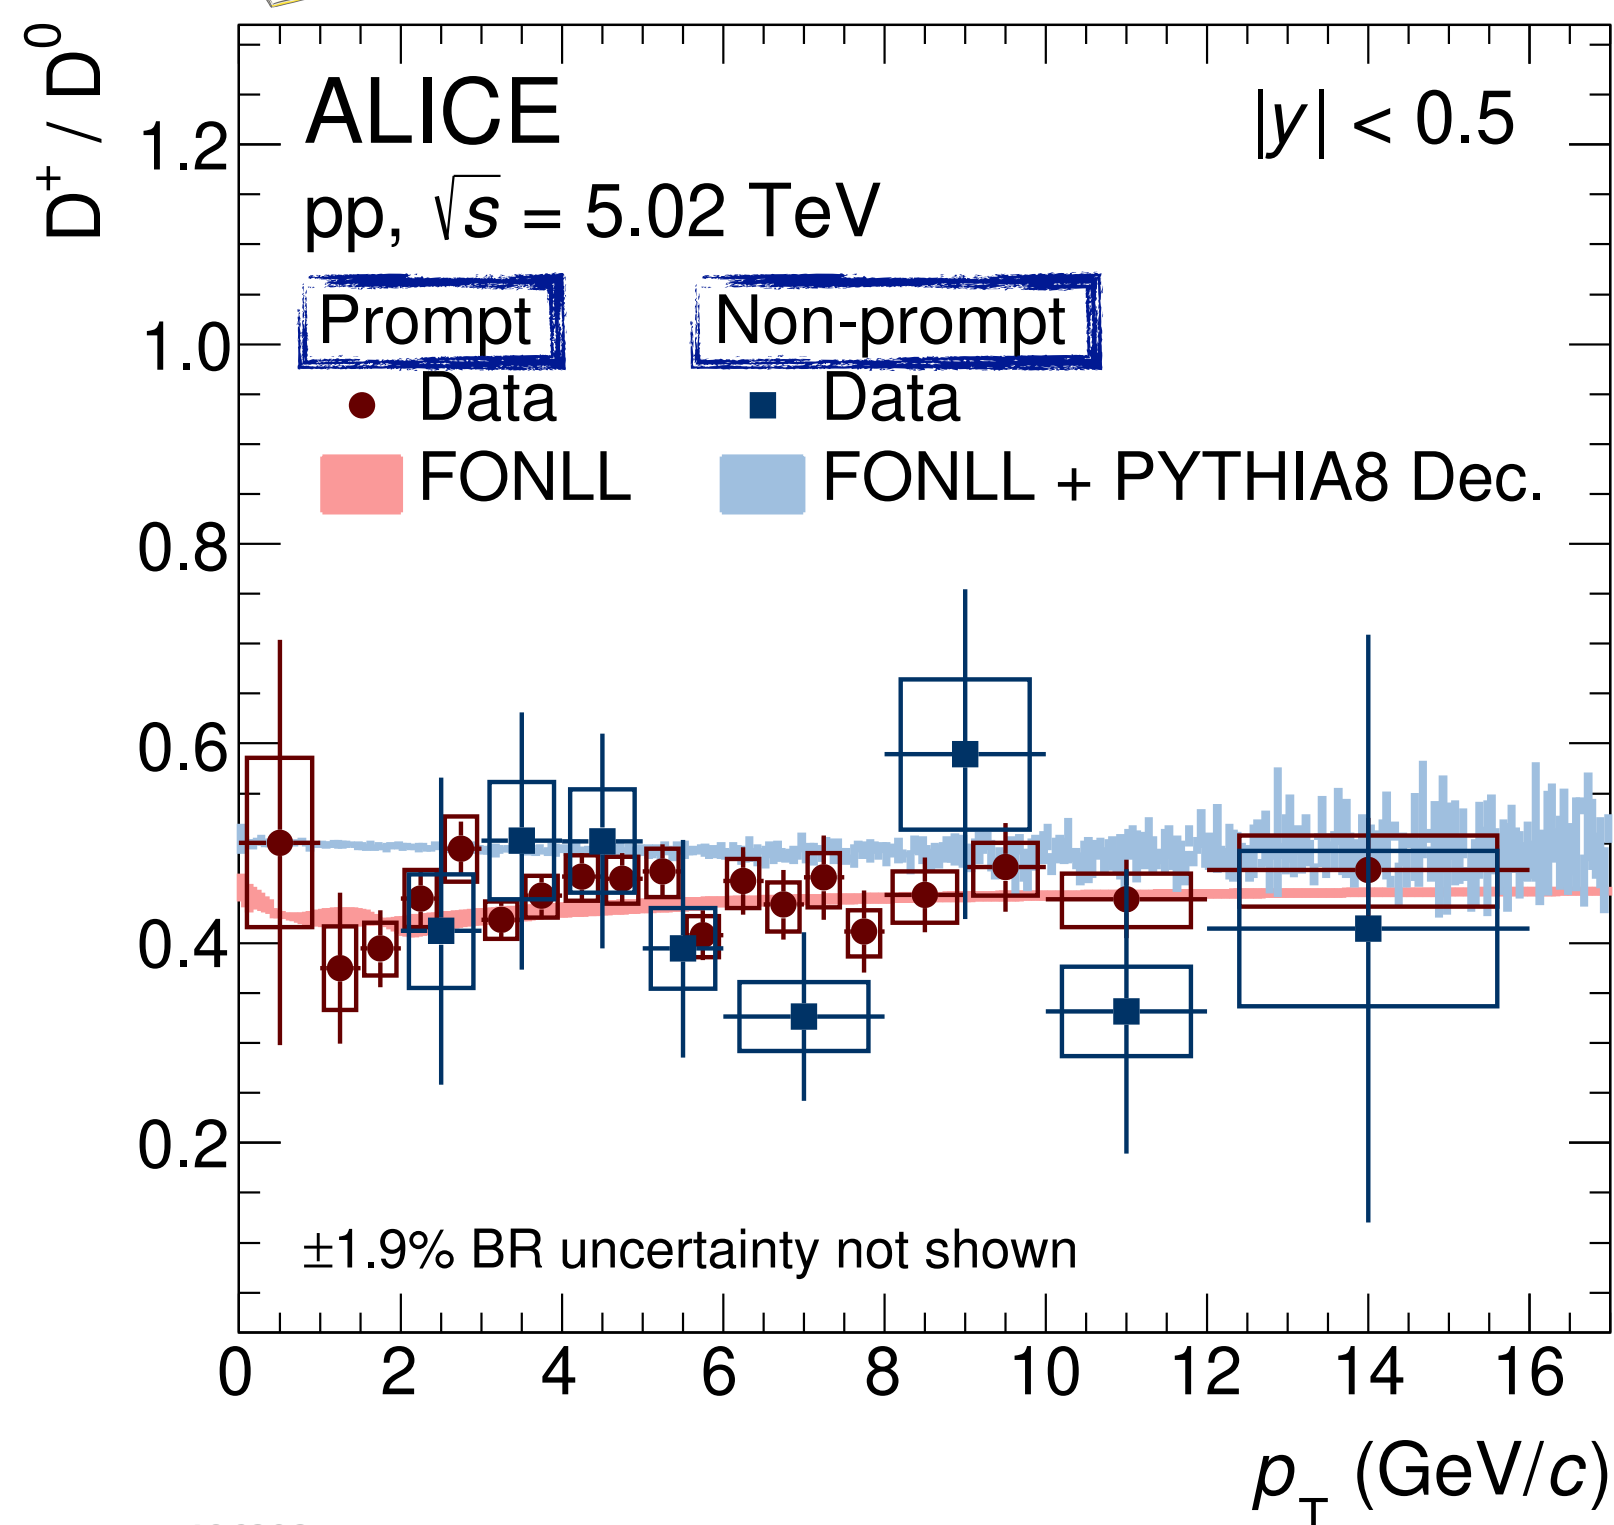 D⁺ / D⁰
ALICE
|y| < 0.5
pp, √s = 5.02 TeV
Prompt Non-prompt
Data Data
FONLL FONLL + PYTHIA8 Dec.
1.2
1.0
0.8
0.6
0.4
0.2
±1.9% BR uncertainty not shown
0 2 4 6 8 10 12 14 16
p_T (GeV/c)